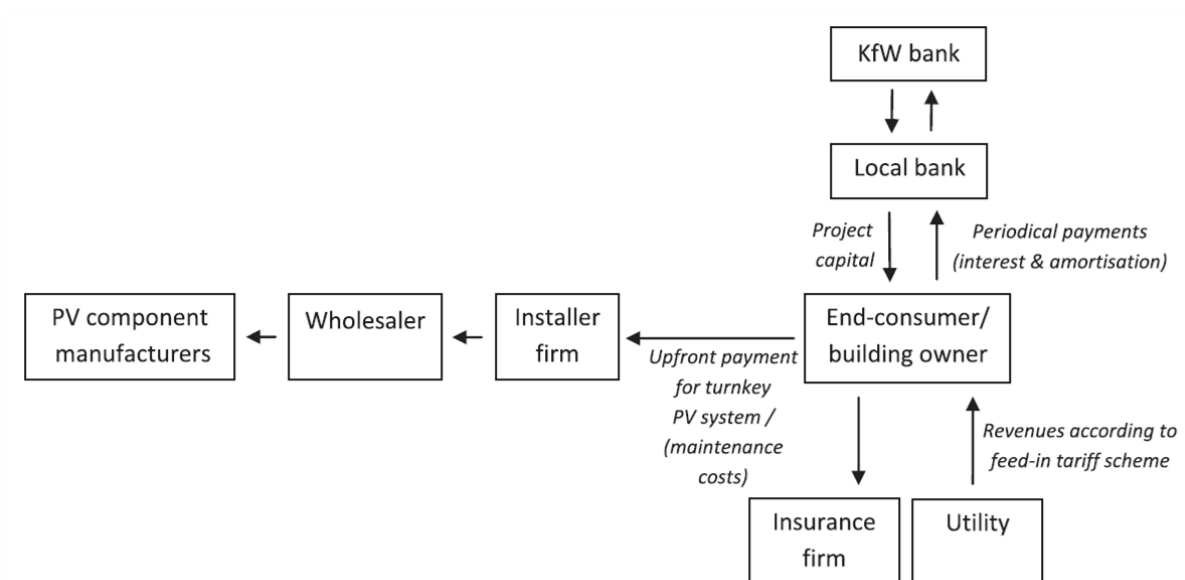 KfW bank
Local bank
Project
capital
Periodical payments
(interest & amortisation)
PV component
manufacturers
Wholesaler
Installer
firm
End-consumer/
building owner
Upfront payment
for turnkey
PV system /
(maintenance
costs)
Revenues according to
feed-in tariff scheme
Insurance
firm
Utility